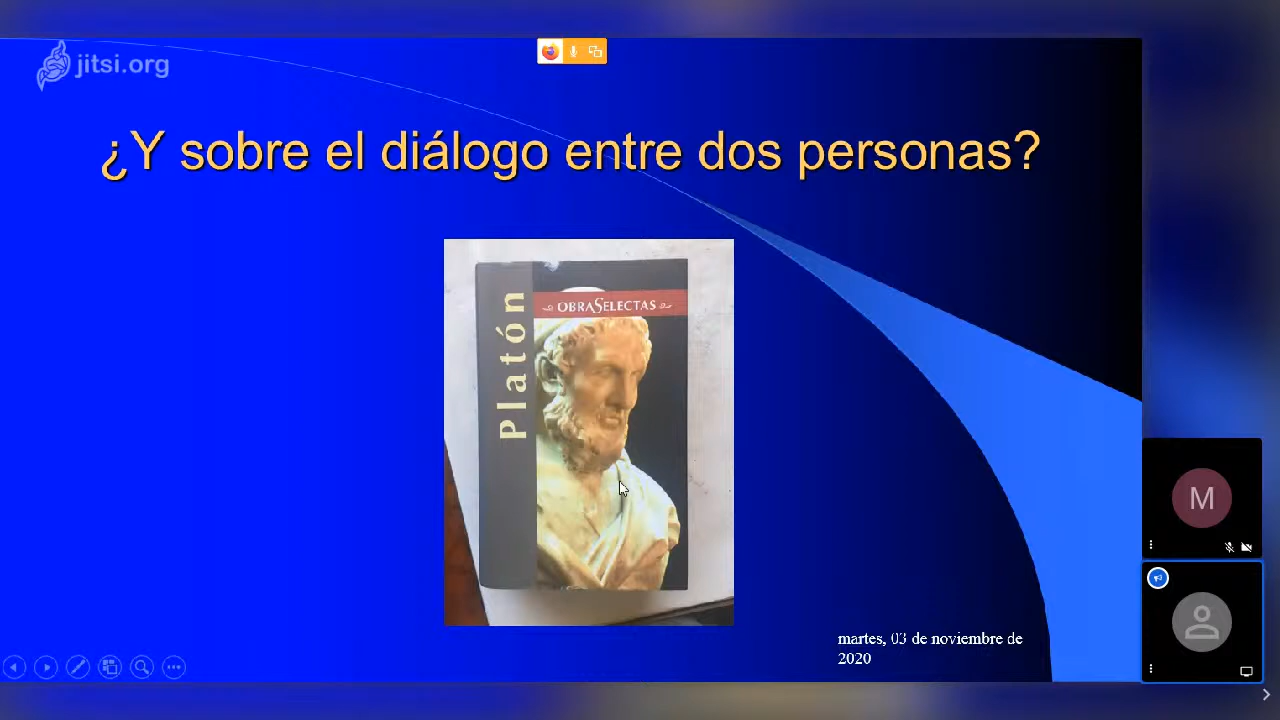 jitsi.org
¿Y sobre el diálogo entre dos personas?
Platón
OBRASELECTAS
martes, 03 de noviembre de
2020
M